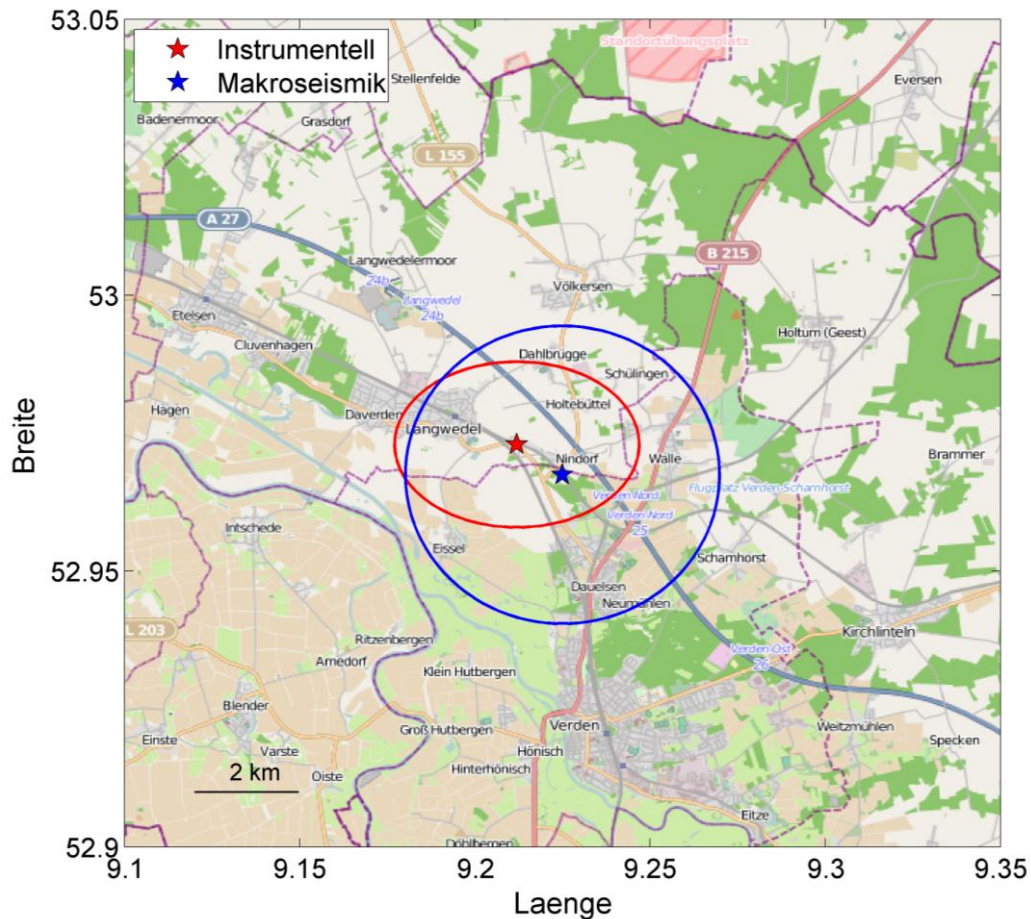 53.05
Instrumentell
Makroseismik
Standortübungsplatz
Stellenfelde
Eversen
Badenermoor
Grasdorf
L 155
A 27
B 215
Langwedelermoor
24b
Langwedel
24b
53
Völkersen
Etelsen
Holtum (Geest)
Cluvenhagen
Dahlbrügge
Schülingen
Hagen
Daverden
Holtebüttel
Langwedel
Breite
Nindorf
Walle
Brammer
Verden Nord
Flugplatz Verden-Scharnhorst
Verden Nord
25
Intschede
Eissel
Scharnhorst
52.95
Dauelsen
Neumühlen
L 203
Ritzenbergen
Kirchlinteln
Verden-Ost
26
Amedorf
Klein Hutbergen
Blender
Weitzmühlen
Groß Hutbergen
Verden
Einste
Varste
Hönisch
Specken
2 km
Oiste
Hinterhönisch
Eitze
Döhlbergen
52.9
9.1
9.15
9.2
9.25
9.3
9.35
Laenge